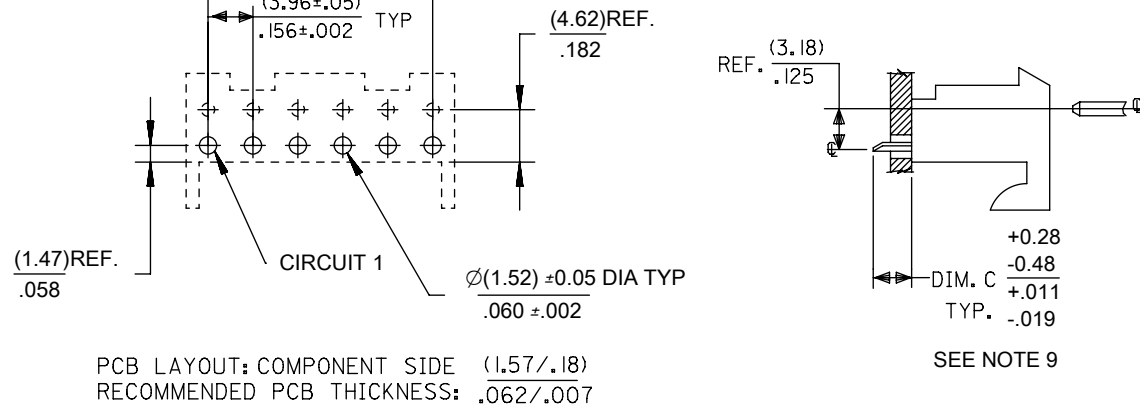 (3.96±.05)
.156±.002 TYP
(4.62)REF.
.182
REF. (3.18)
.125
(1.47)REF.
.058
CIRCUIT 1
Ø(1.52) ±0.05 DIA TYP
.060 ±.002
+0.28
-0.48
DIM. C
+.011
TYP.
-.019
SEE NOTE 9
PCB LAYOUT: COMPONENT SIDE (1.57/.18)
RECOMMENDED PCB THICKNESS: .062/.007